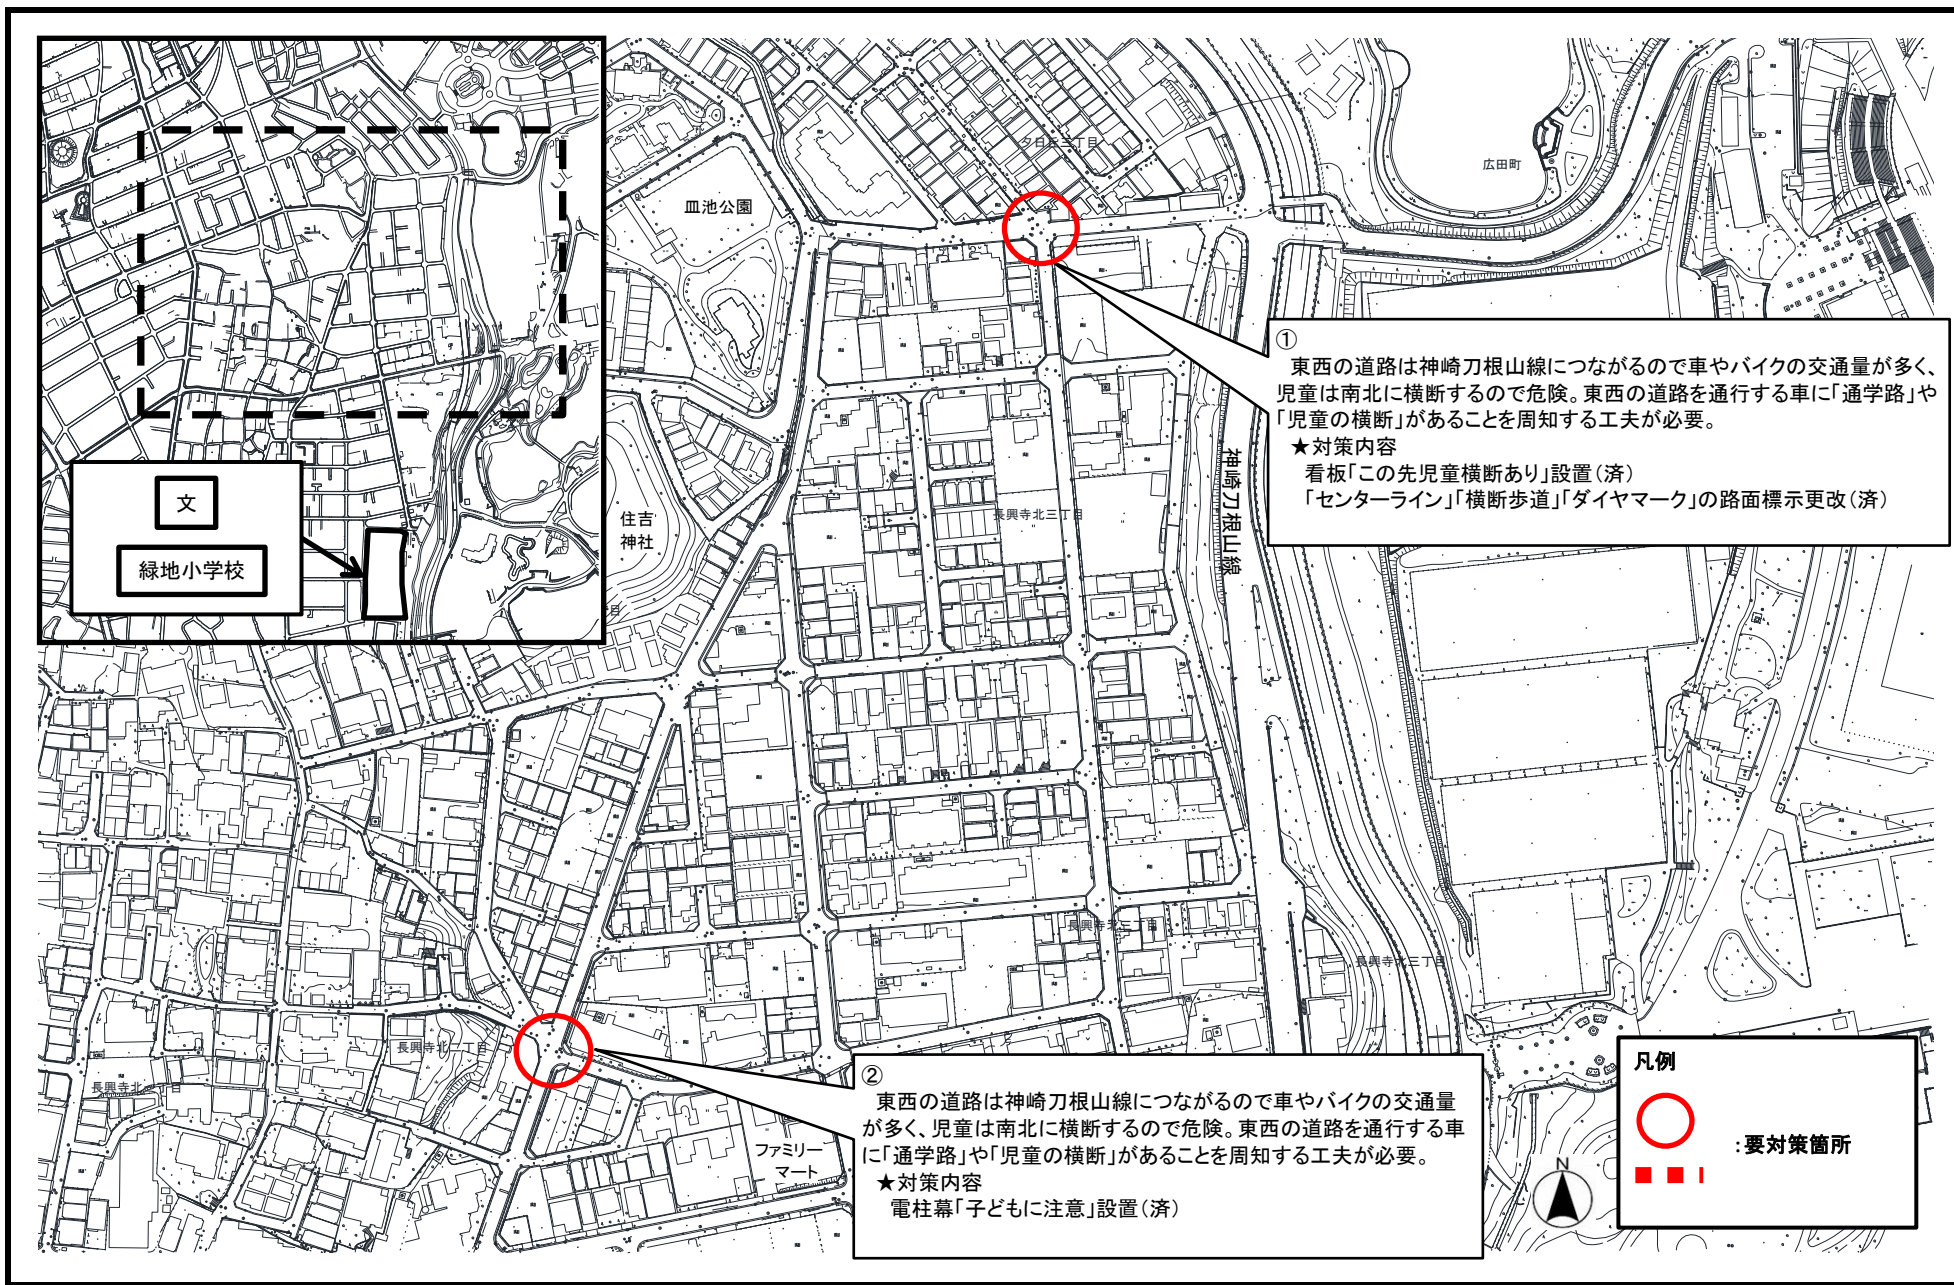 文
緑地小学校
皿池公園
夕日丘三丁目
広田町
住吉
神社
目
長興寺北三丁目
神崎刀根山線
①
東西の道路は神崎刀根山線につながるので車やバイクの交通量が多く、
児童は南北に横断するので危険。東西の道路を通行する車に「通学路」や
「児童の横断」があることを周知する工夫が必要。
★対策内容
看板「この先児童横断あり」設置(済)
「センターライン」「横断歩道」「ダイヤマーク」の路面標示更改(済)
長興寺北三丁目
長興寺北三丁目
長興寺北二丁目
長興寺北二丁目
ファミリー
マート
②
東西の道路は神崎刀根山線につながるので車やバイクの交通量
が多く、児童は南北に横断するので危険。東西の道路を通行する車
に「通学路」や「児童の横断」があることを周知する工夫が必要。
★対策内容
電柱幕「子どもに注意」設置(済)
凡例
:要対策箇所
N